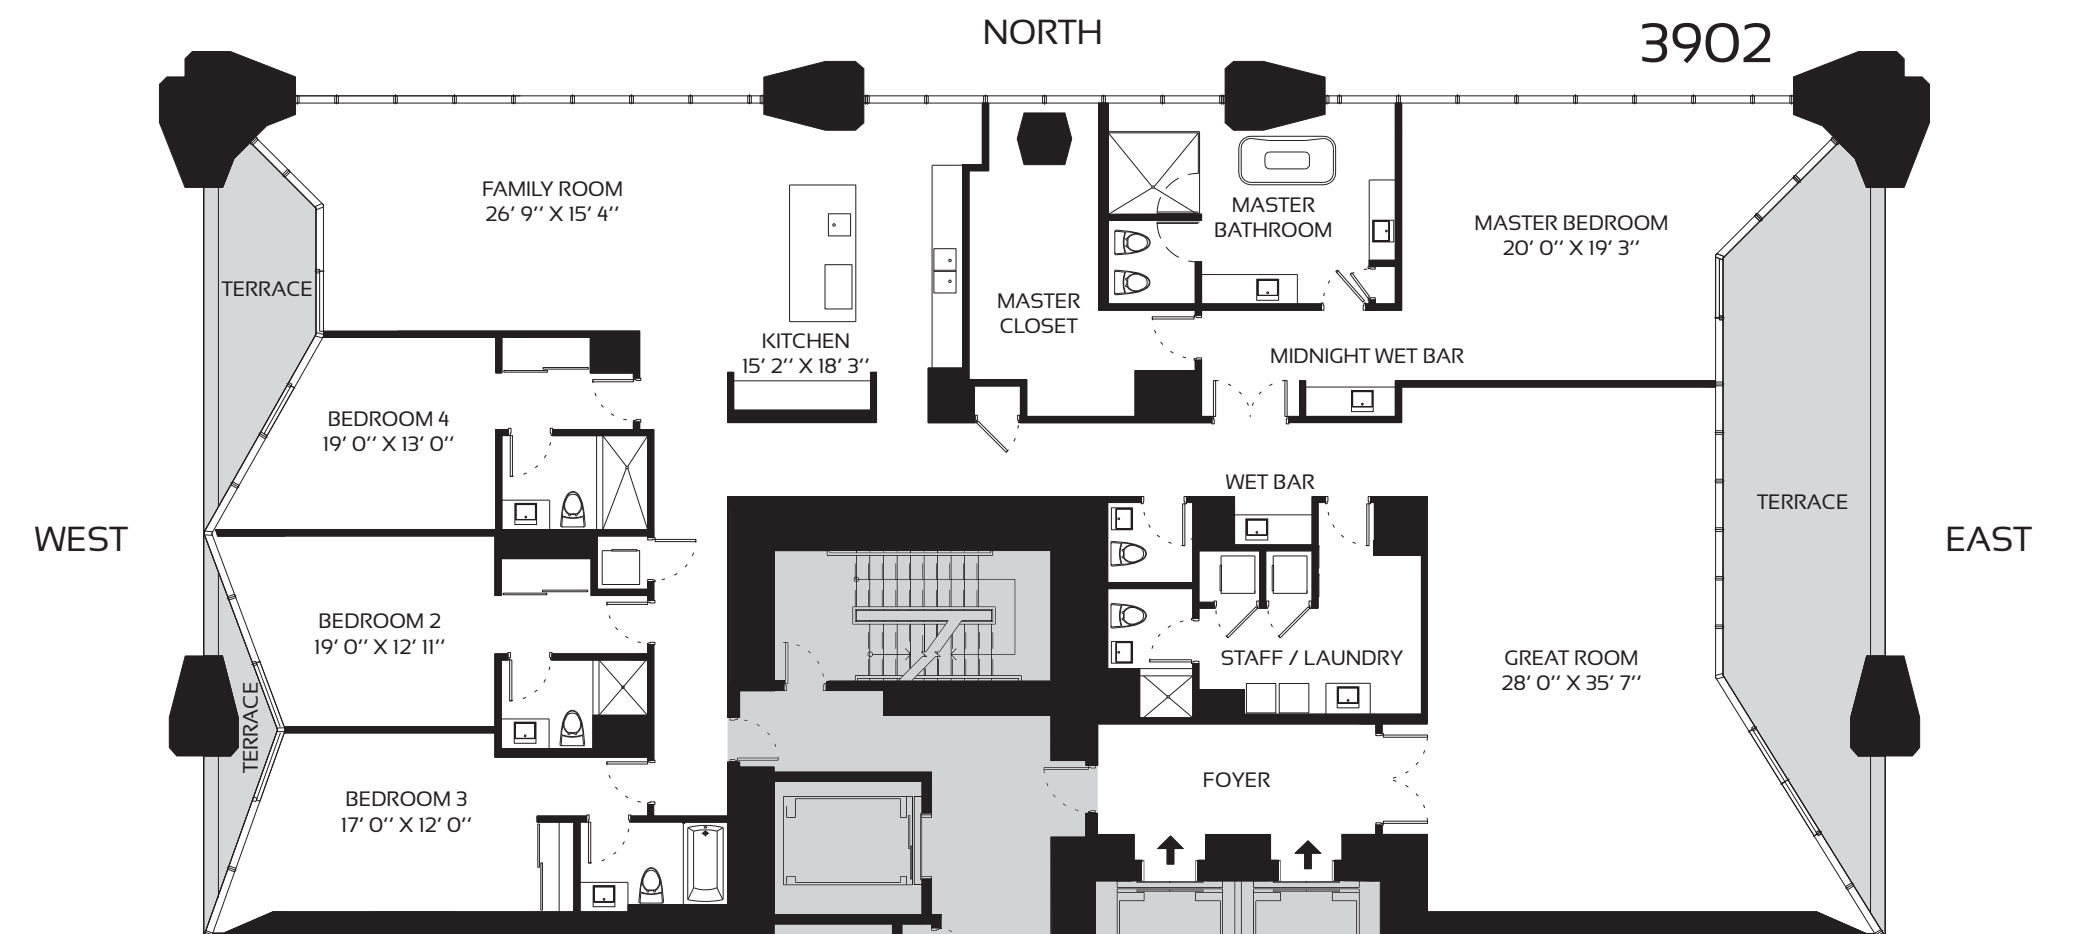 NORTH
3902
FAMILY ROOM
26' 9'' X 15' 4''
MASTER
BATHROOM
MASTER BEDROOM
20' 0'' X 19' 3''
TERRACE
MASTER
CLOSET
KITCHEN
15' 2'' X 18' 3''
MIDNIGHT WET BAR
BEDROOM 4
19' 0'' X 13' 0''
WET BAR
TERRACE
WEST
EAST
BEDROOM 2
19' 0'' X 12' 11''
STAFF / LAUNDRY
GREAT ROOM
28' 0'' X 35' 7''
TERRACE
FOYER
BEDROOM 3
17' 0'' X 12' 0''